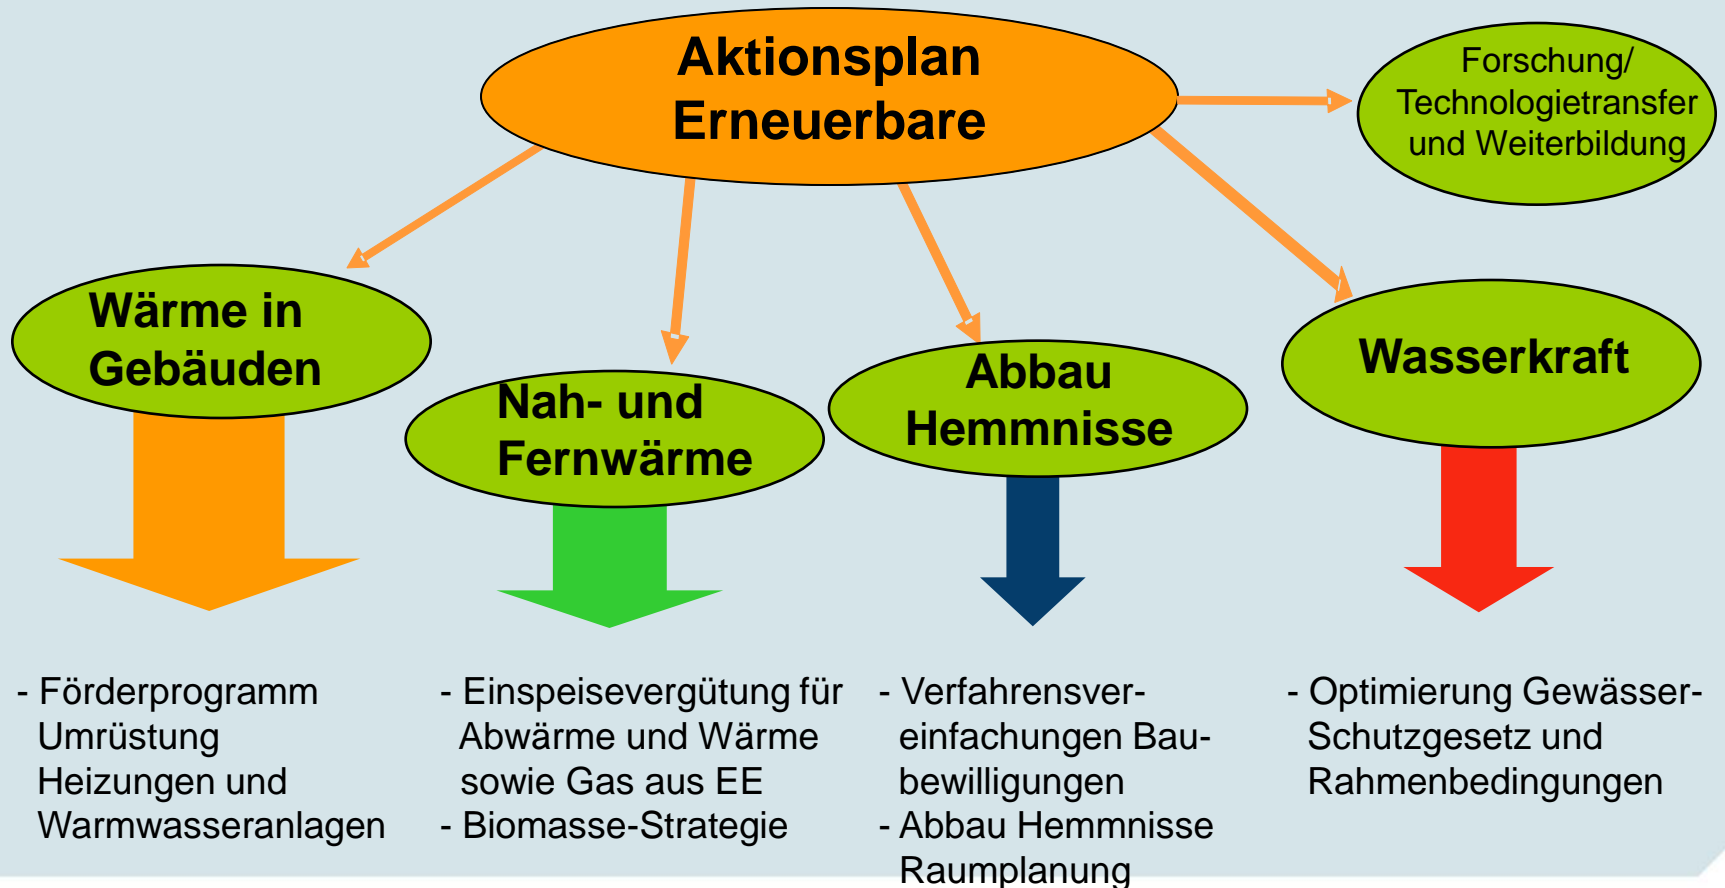 Aktionsplan
Erneuerbare
Forschung/
Technologietransfer
und Weiterbildung
Wärme in
Gebäuden
Nah- und
Fernwärme
Abbau
Hemmnisse
Wasserkraft
- Förderprogramm
Umrüstung
Heizungen und
Warmwasseranlagen
- Einspeisevergütung für
Abwärme und Wärme
sowie Gas aus EE
- Biomasse-Strategie
- Verfahrensver-
einfachungen Bau-
bewilligungen
- Abbau Hemmnisse
Raumplanung
- Optimierung Gewässer-
Schutzgesetz und
Rahmenbedingungen